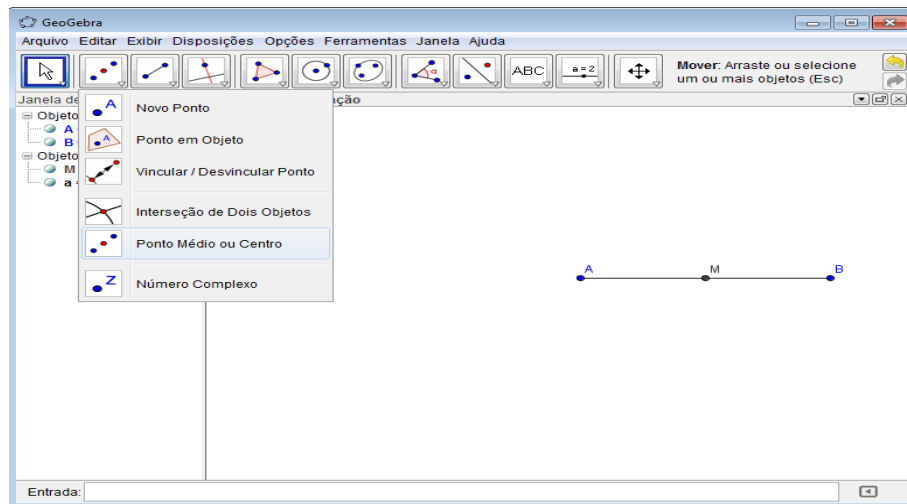 GeoGebra
Arquivo Editar Exibir Disposições Opções Ferramentas Janela Ajuda
ABC
a=2
Mover: Arraste ou selecione
um ou mais objetos (Esc)
Janela de
Objeto
A
B
Objeto
M
a
A Novo Ponto
A Ponto em Objeto
Vincular / Desvincular Ponto
Interseção de Dois Objetos
Ponto Médio ou Centro
Z Número Complexo
A M B
Entrada: